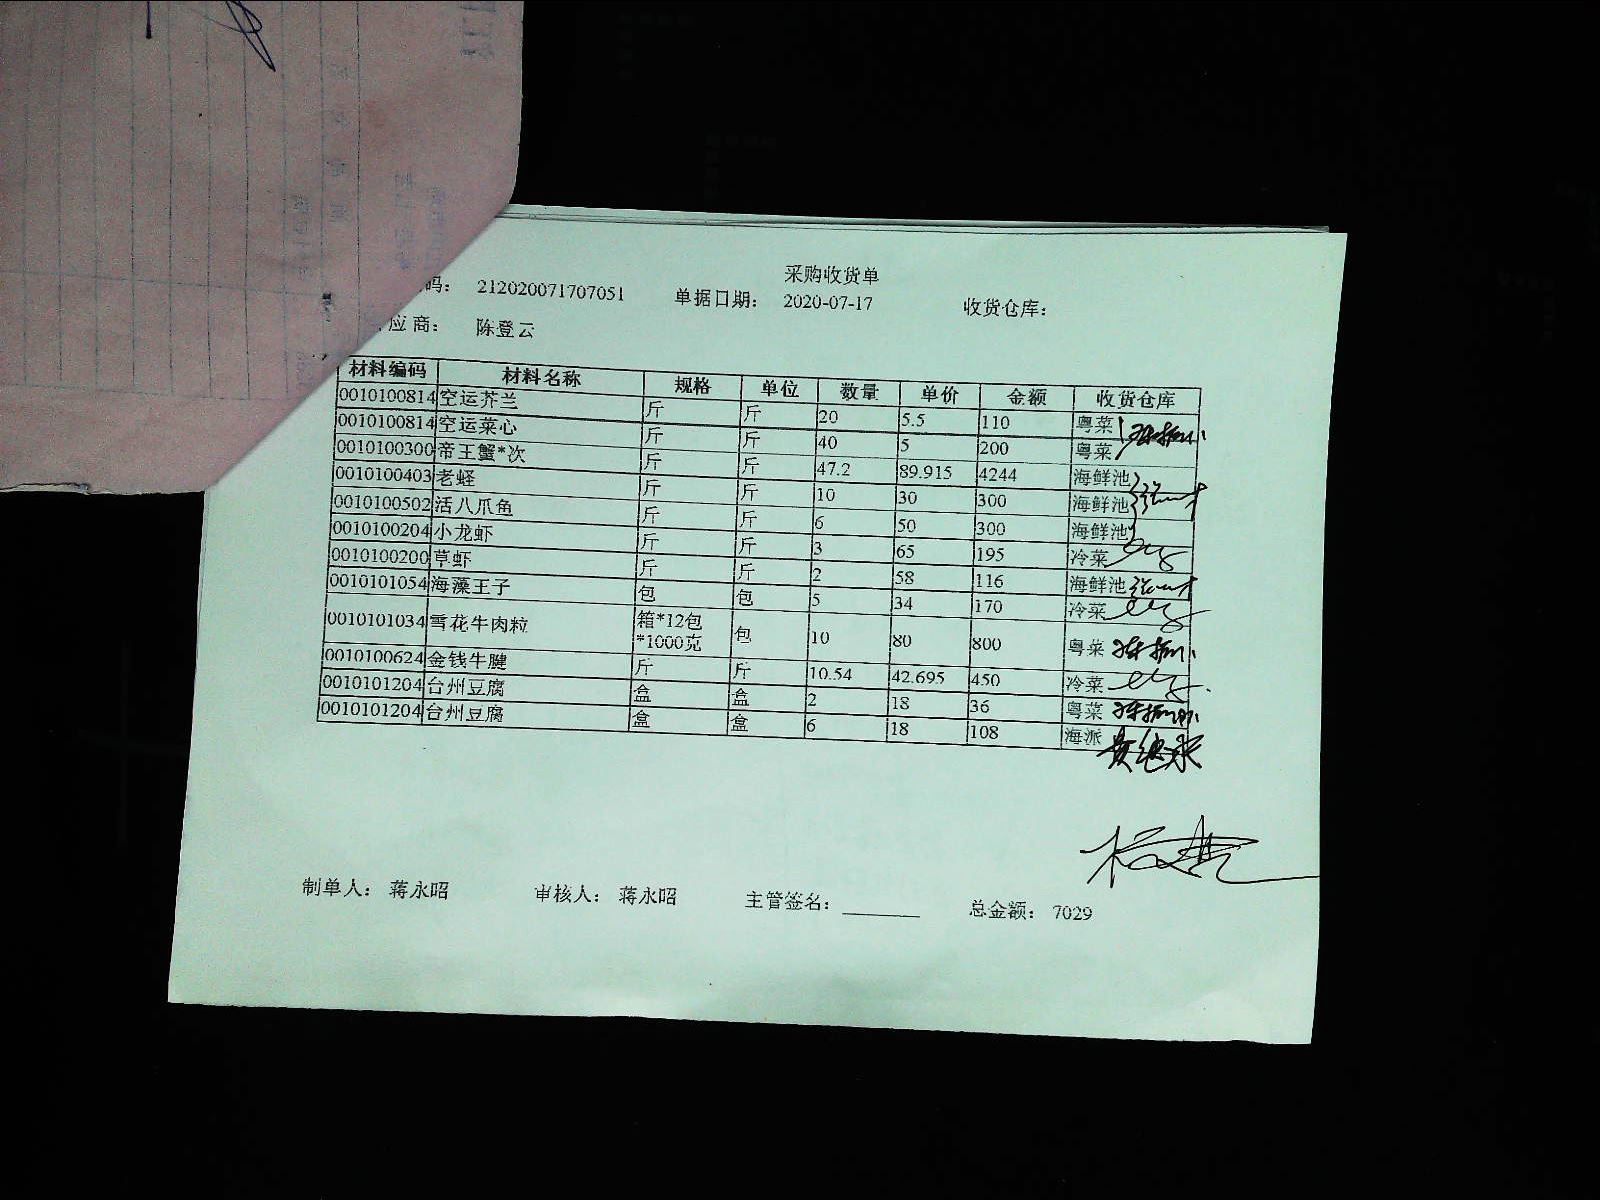 采购收货单
码： 212020071707051 单据日期： 2020-07-17 收货仓库：
应商： 陈登云
材料编码 材料名称 规格 单位 数量 单价 金额 收货仓库
0010100814 空运芥兰 斤 斤 20 5.5 110 粤菜
0010100814 空运菜心 斤 斤 40 5 200 粤菜
0010100300 帝王蟹*次 斤 斤 47.2 89.915 4244 海鲜池
0010100403 老蛏 斤 斤 10 30 300 海鲜池
0010100502 活八爪鱼 斤 斤 6 50 300 海鲜池
0010100204 小龙虾 斤 斤 3 65 195 冷菜
0010100200 草虾 斤 斤 2 58 116 海鲜池
0010101054 海藻王子 包 包 5 34 170 冷菜
0010101034 雪花牛肉粒 箱*12包*1000克 包 10 80 800 粤菜
0010100624 金钱牛腱 斤 斤 10.54 42.695 450 冷菜
0010101204 台州豆腐 盒 盒 2 18 36 粤菜
0010101204 台州豆腐 盒 盒 6 18 108 海派
制单人： 蒋永昭 审核人： 蒋永昭 主管签名： 总金额： 7029